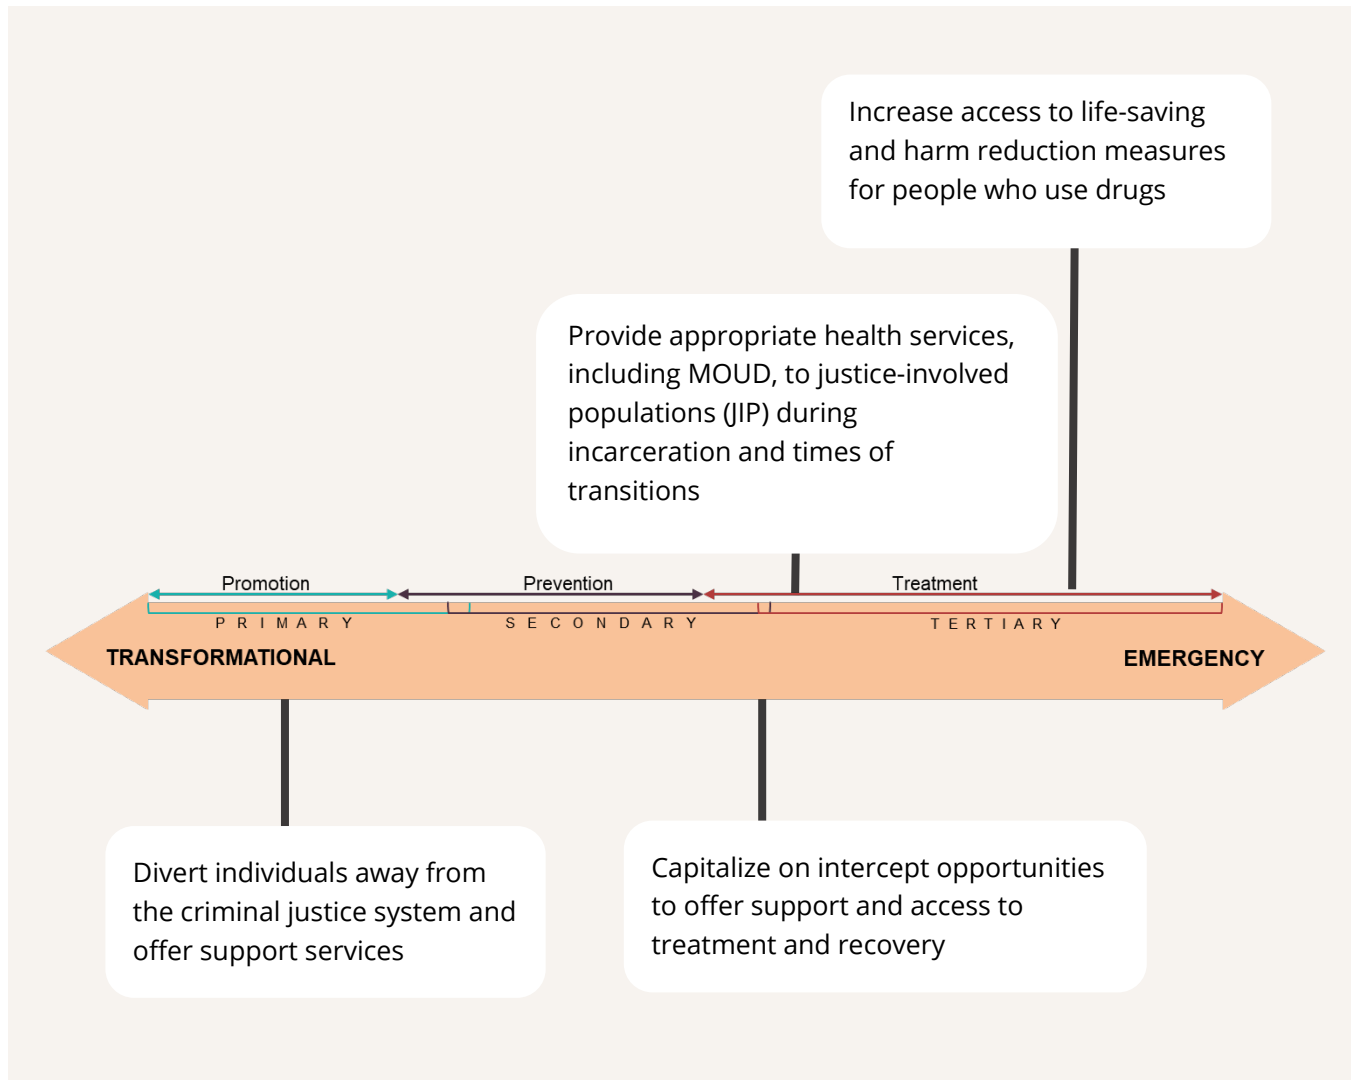 Increase access to life-saving
and harm reduction measures
for people who use drugs
Provide appropriate health services,
including MOUD, to justice-involved
populations (JIP) during
incarceration and times of
transitions
Promotion
Prevention
Treatment
PRIMARY
SECONDARY
TERTIARY
TRANSFORMATIONAL
EMERGENCY
Divert individuals away from
the criminal justice system and
offer support services
Capitalize on intercept opportunities
to offer support and access to
treatment and recovery